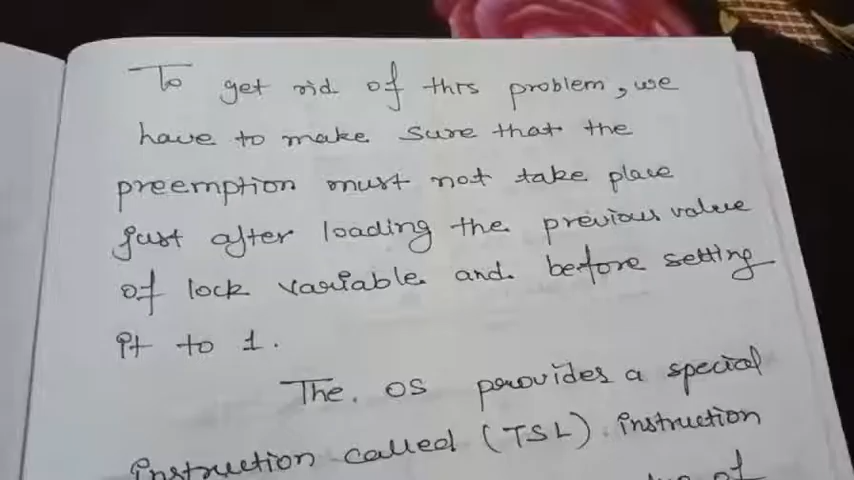 To get rid of this problem, we
have to make sure that the
preemption must not take place
just after loading the previous value
of lock variable and before setting
it to 1.
The OS provides a special
instruction called (TSL) instruction
of